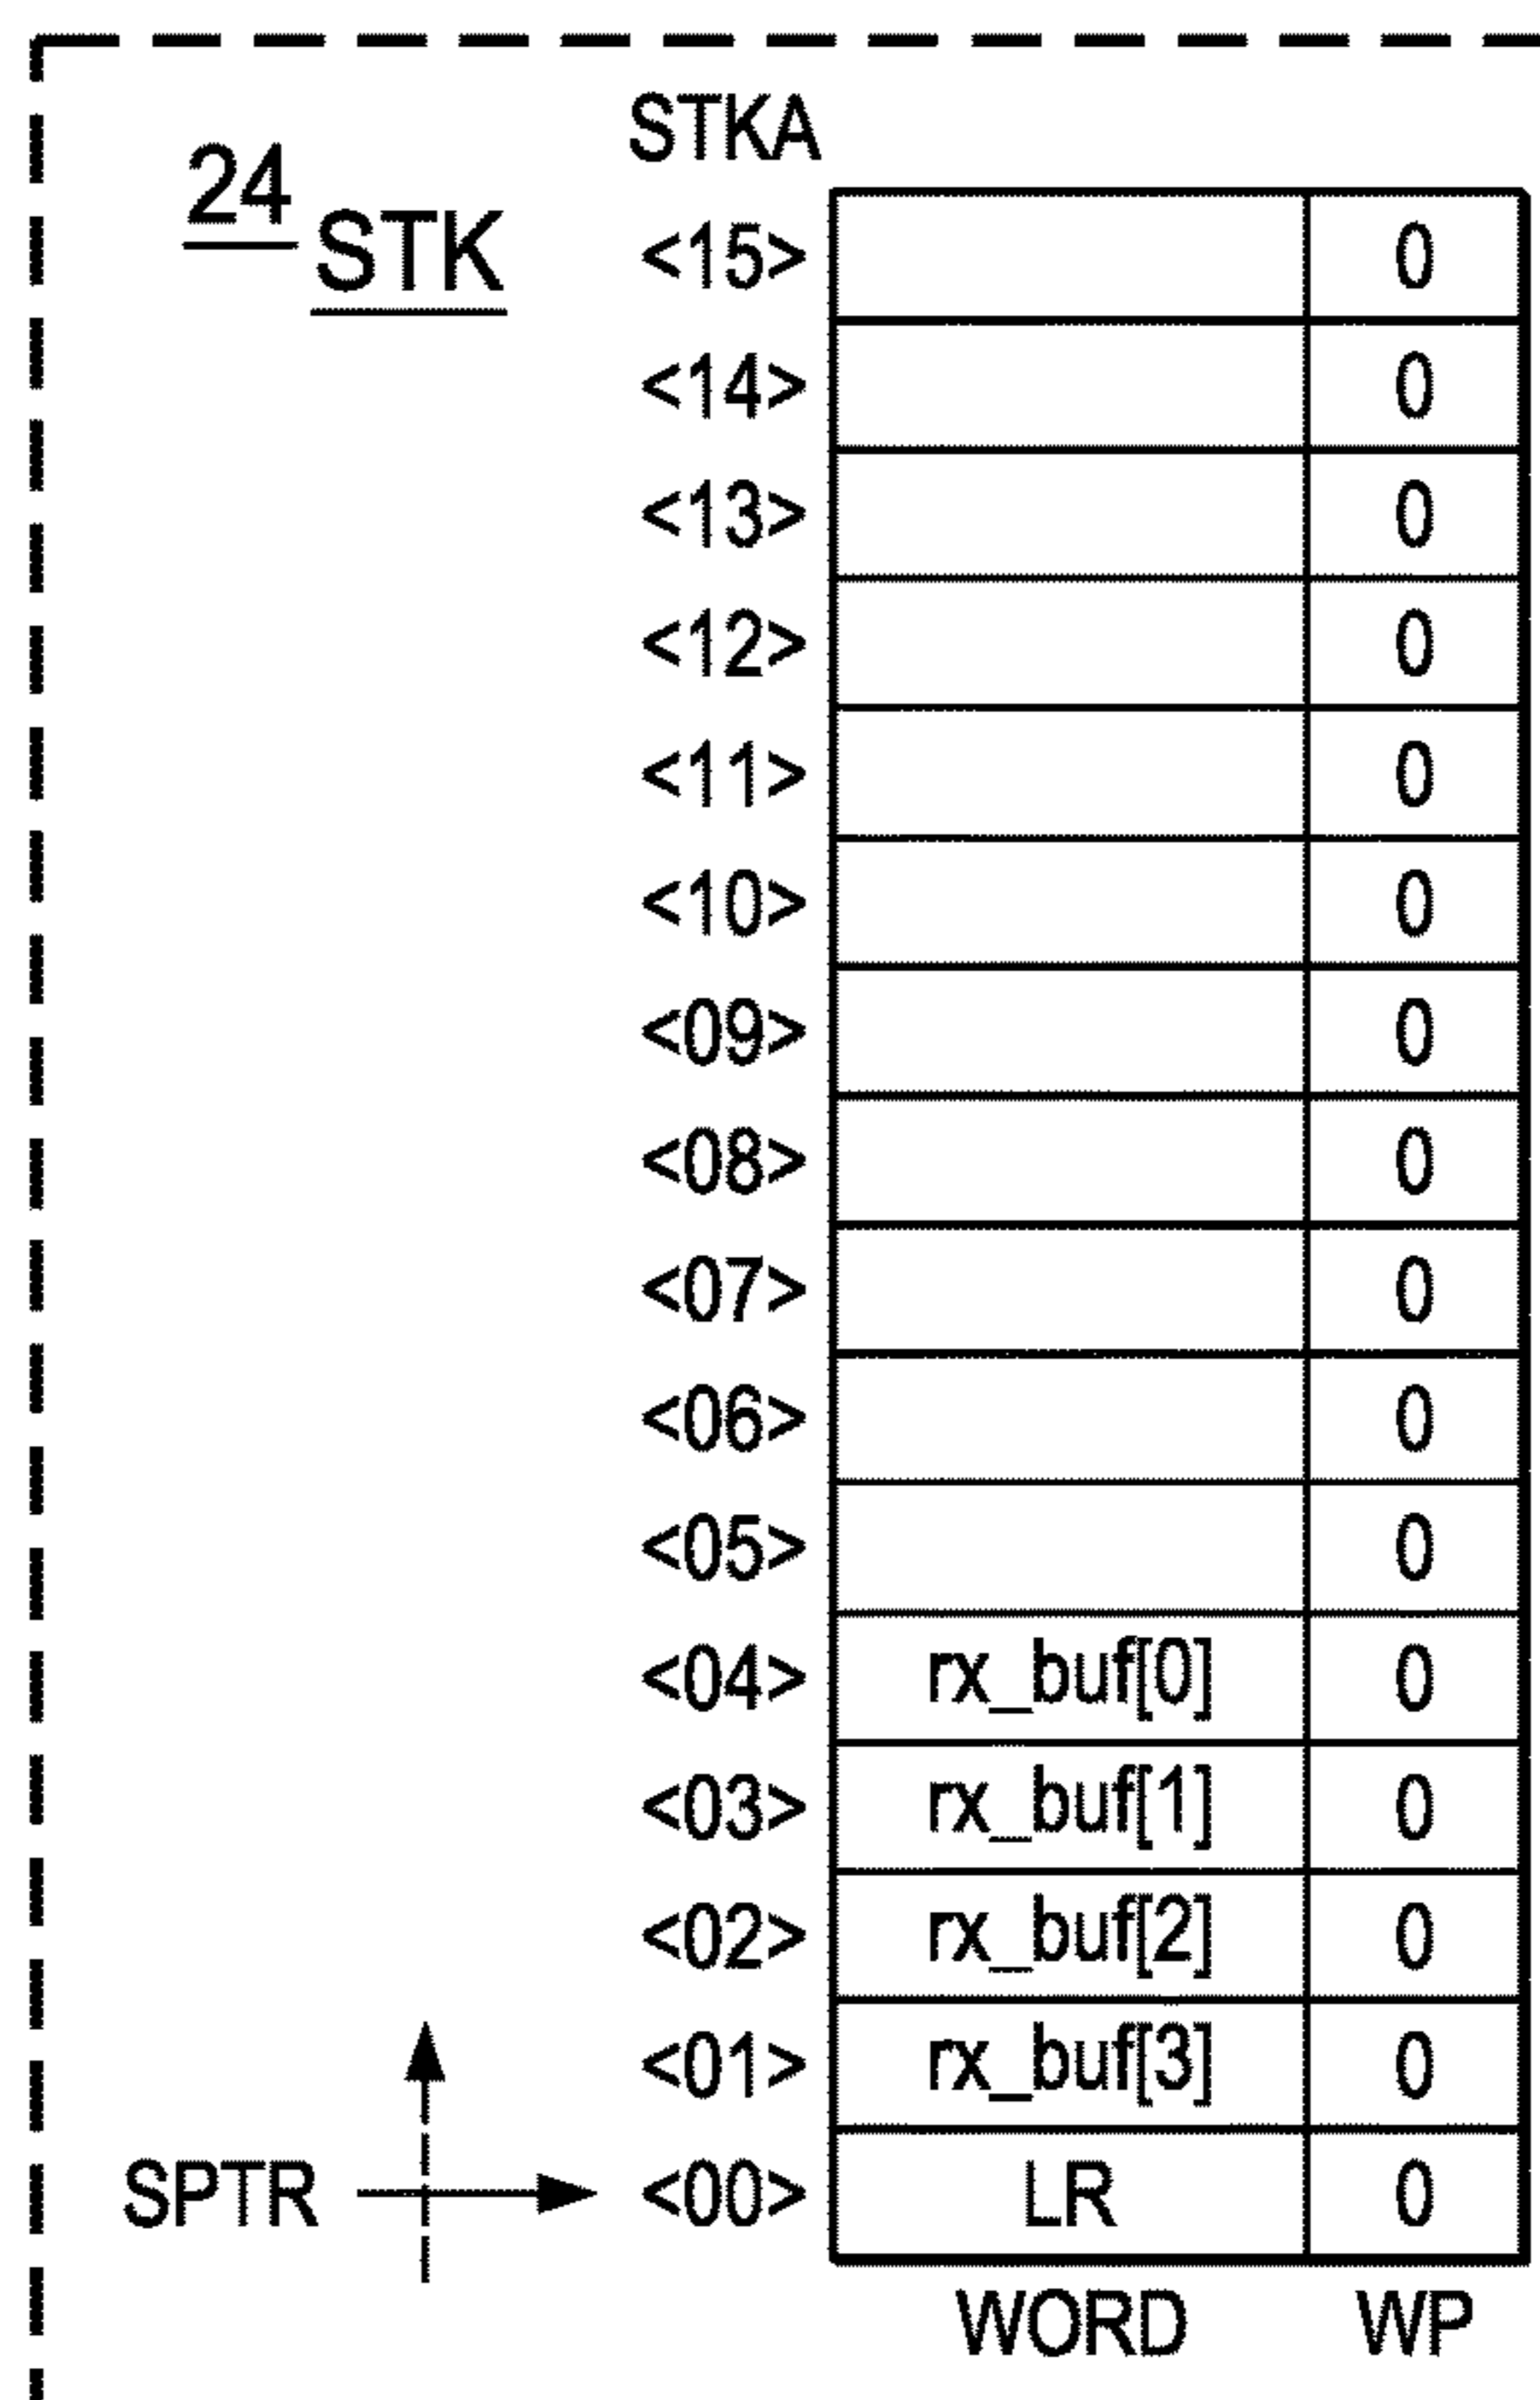 STKA
24
STK
<15> 0
<14> 0
<13> 0
<12> 0
<11> 0
<10> 0
<09> 0
<08> 0
<07> 0
<06> 0
<05> 0
<04> rx_buf[0] 0
<03> rx_buf[1] 0
<02> rx_buf[2] 0
<01> rx_buf[3] 0
SPTR <00> LR 0
WORD WP